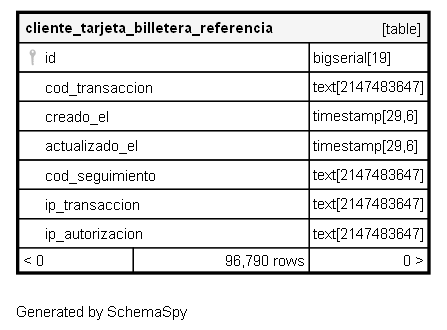 cliente_tarjeta_billetera_referencia [table]
id bigserial[19]
cod_transaccion text[2147483647]
creado_el timestamp[29,6]
actualizado_el timestamp[29,6]
cod_seguimiento text[2147483647]
ip_transaccion text[2147483647]
ip_autorizacion text[2147483647]
< 0 96,790 rows 0 >
Generated by SchemaSpy